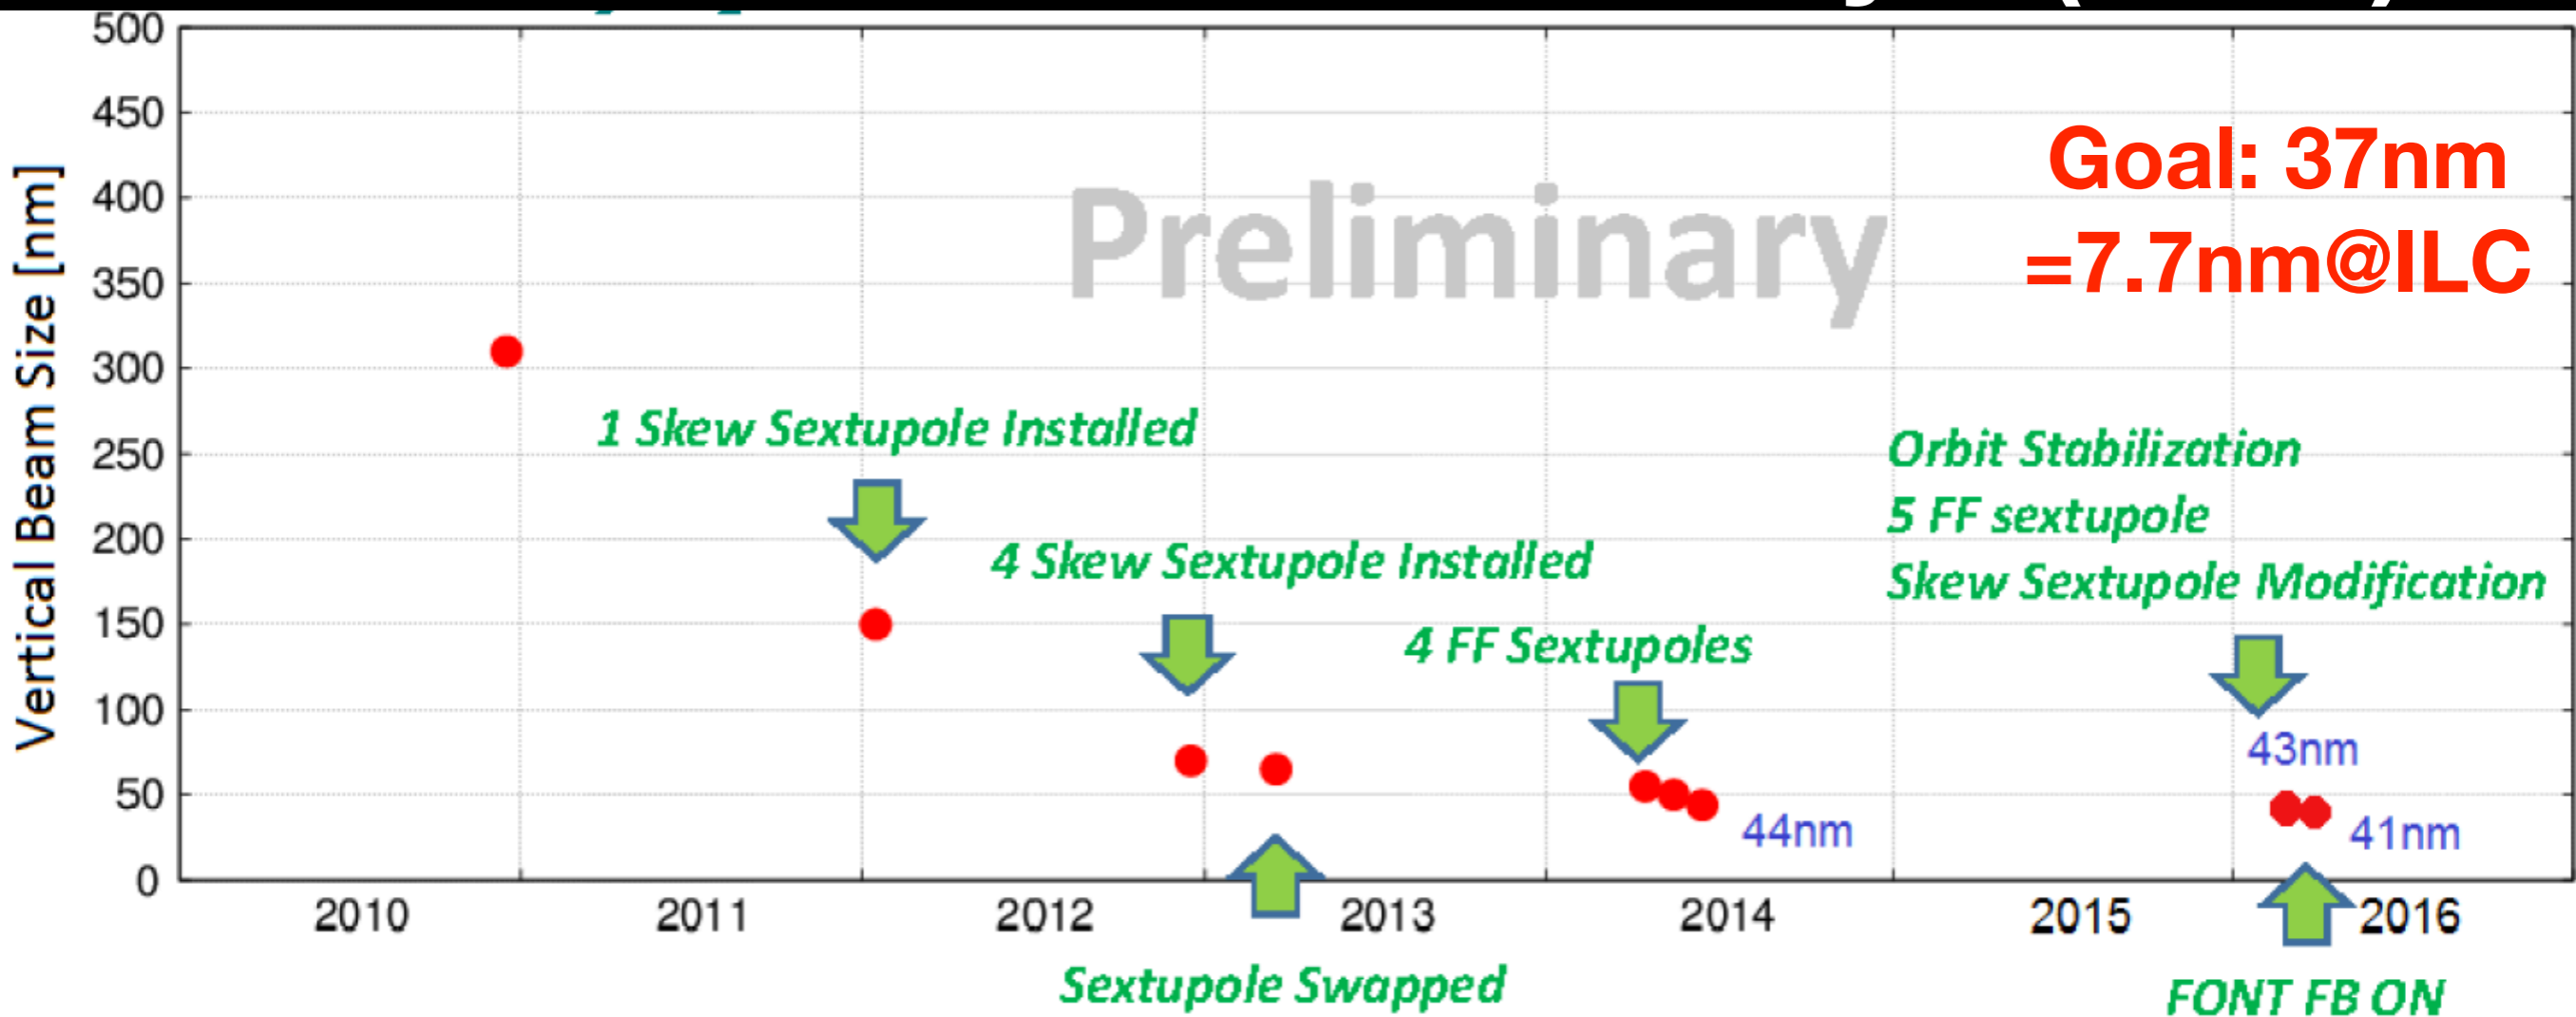 500
450
400
350
300
250
200
150
100
50
0
Vertical Beam Size [nm]
Preliminary
Goal: 37nm
=7.7nm@ILC
1 Skew Sextupole Installed
4 Skew Sextupole Installed
4 FF Sextupoles
Orbit Stabilization
5 FF sextupole
Skew Sextupole Modification
43nm
44nm
41nm
2010 2011 2012 2013 2014 2015 2016
Sextupole Swapped
FONT FB ON